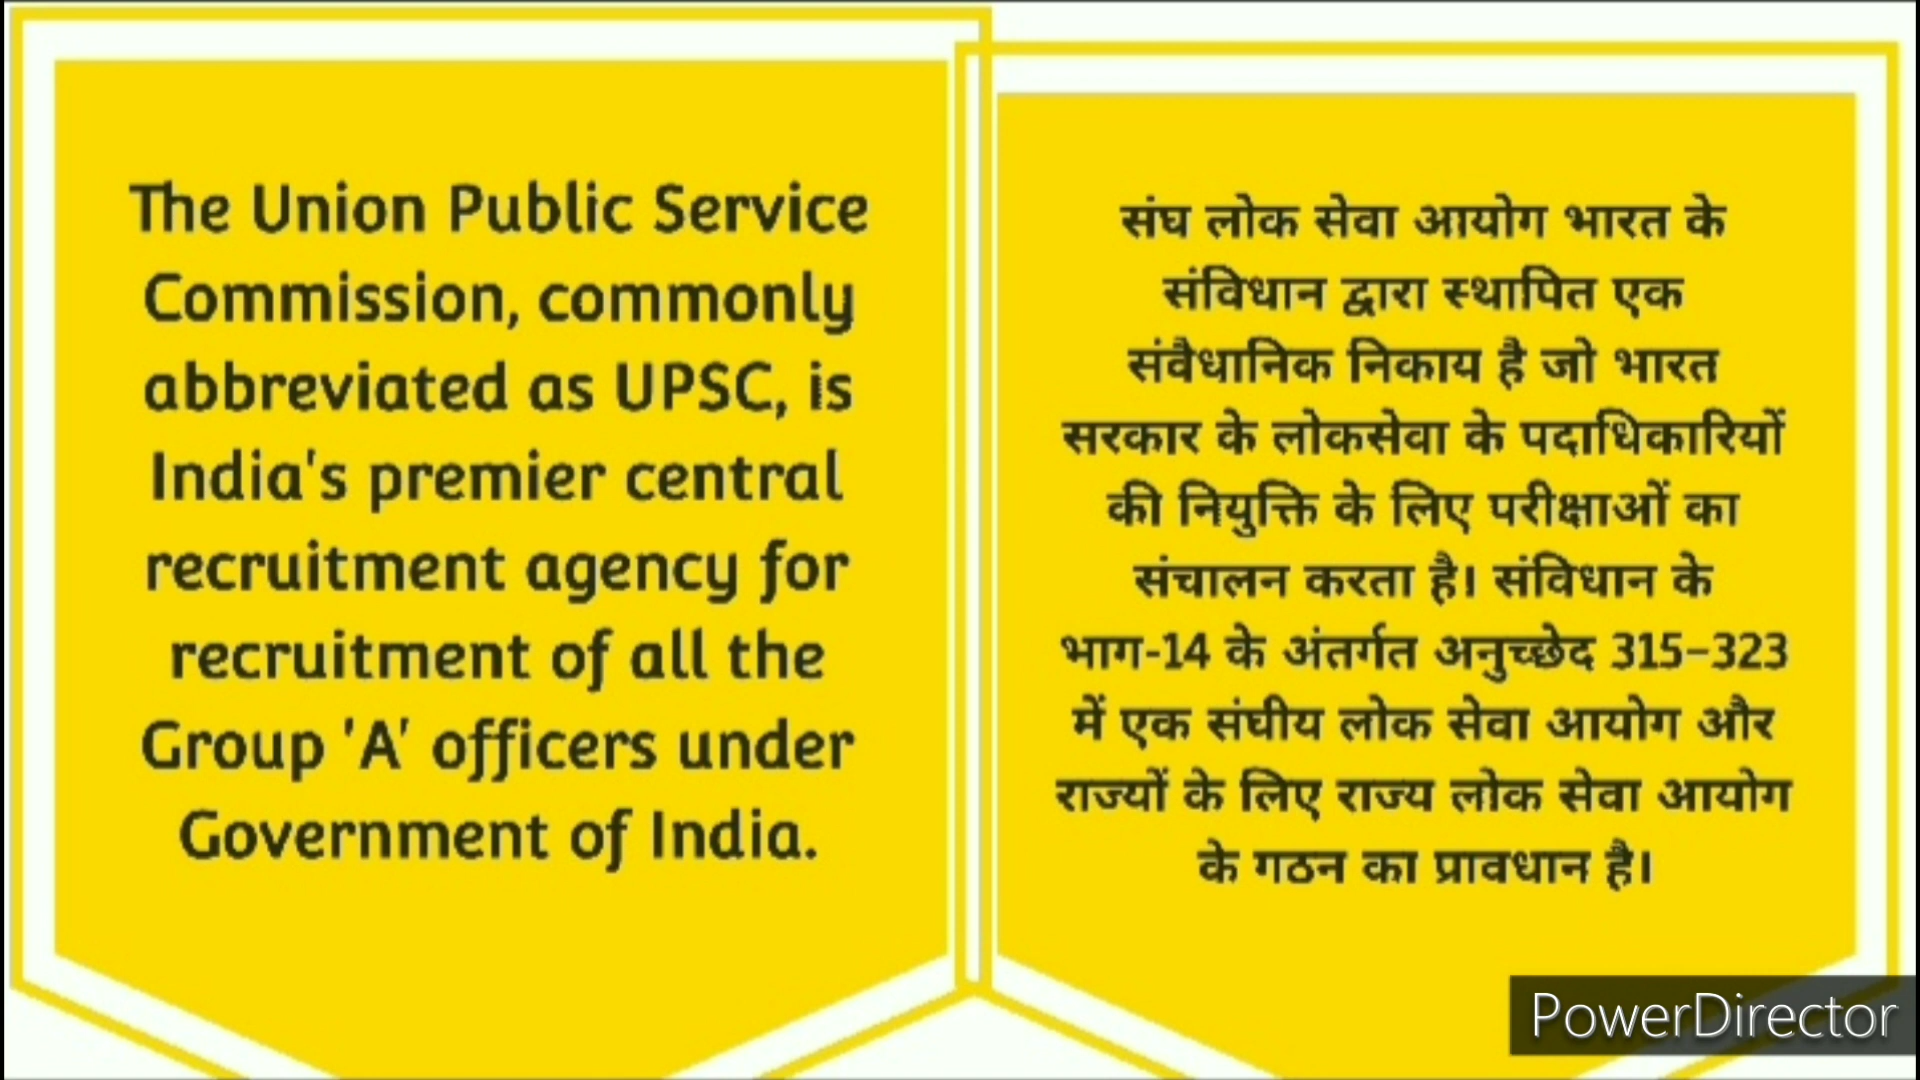 The Union Public Service
Commission, commonly
abbreviated as UPSC, is
India's premier central
recruitment agency for
recruitment of all the
Group 'A' officers under
Government of India.
संघ लोक सेवा आयोग भारत के
संविधान द्वारा स्थापित एक
संवैधानिक निकाय है जो भारत
सरकार के लोकसेवा के पदाधिकारियों
की नियुक्ति के लिए परीक्षाओं का
संचालन करता है। संविधान के
भाग-14 के अंतर्गत अनुच्छेद 315-323
में एक संघीय लोक सेवा आयोग और
राज्यों के लिए राज्य लोक सेवा आयोग
के गठन का प्रावधान है।
PowerDirector